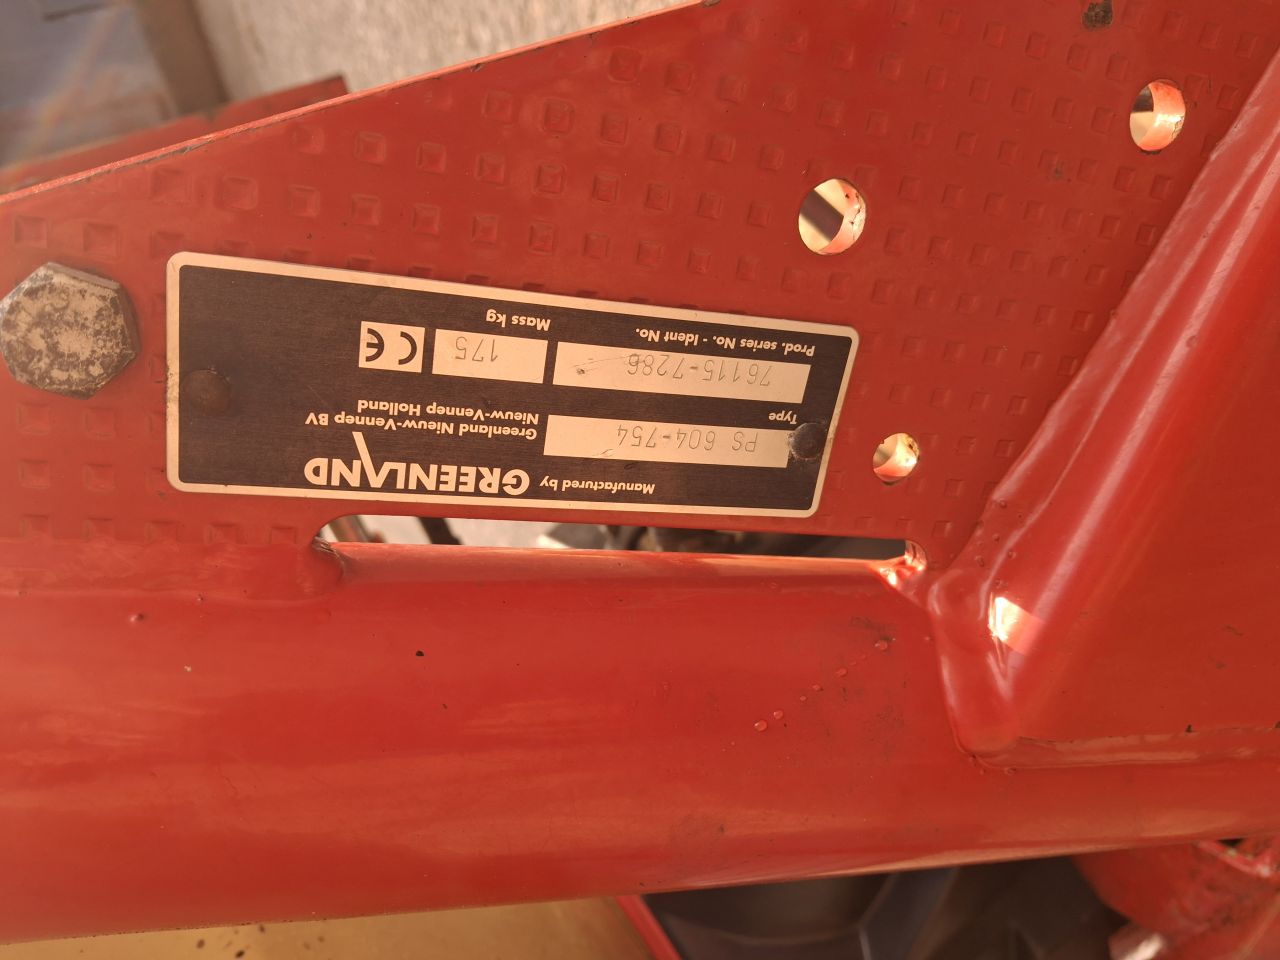 Manufactured by GREENLAND
PS 604-754
Greenland Nieuw-Vennep BV
Nieuw-Vennep Holland
Type
76115-7286
175
CE
Prod. series No. - Ident No.
Mass kg